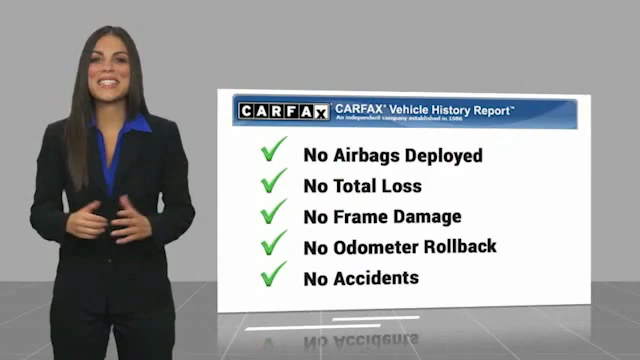 CARFAX CARFAX® Vehicle History Report™
An independent company established in 1986
No Airbags Deployed
No Total Loss
No Frame Damage
No Odometer Rollback
No Accidents